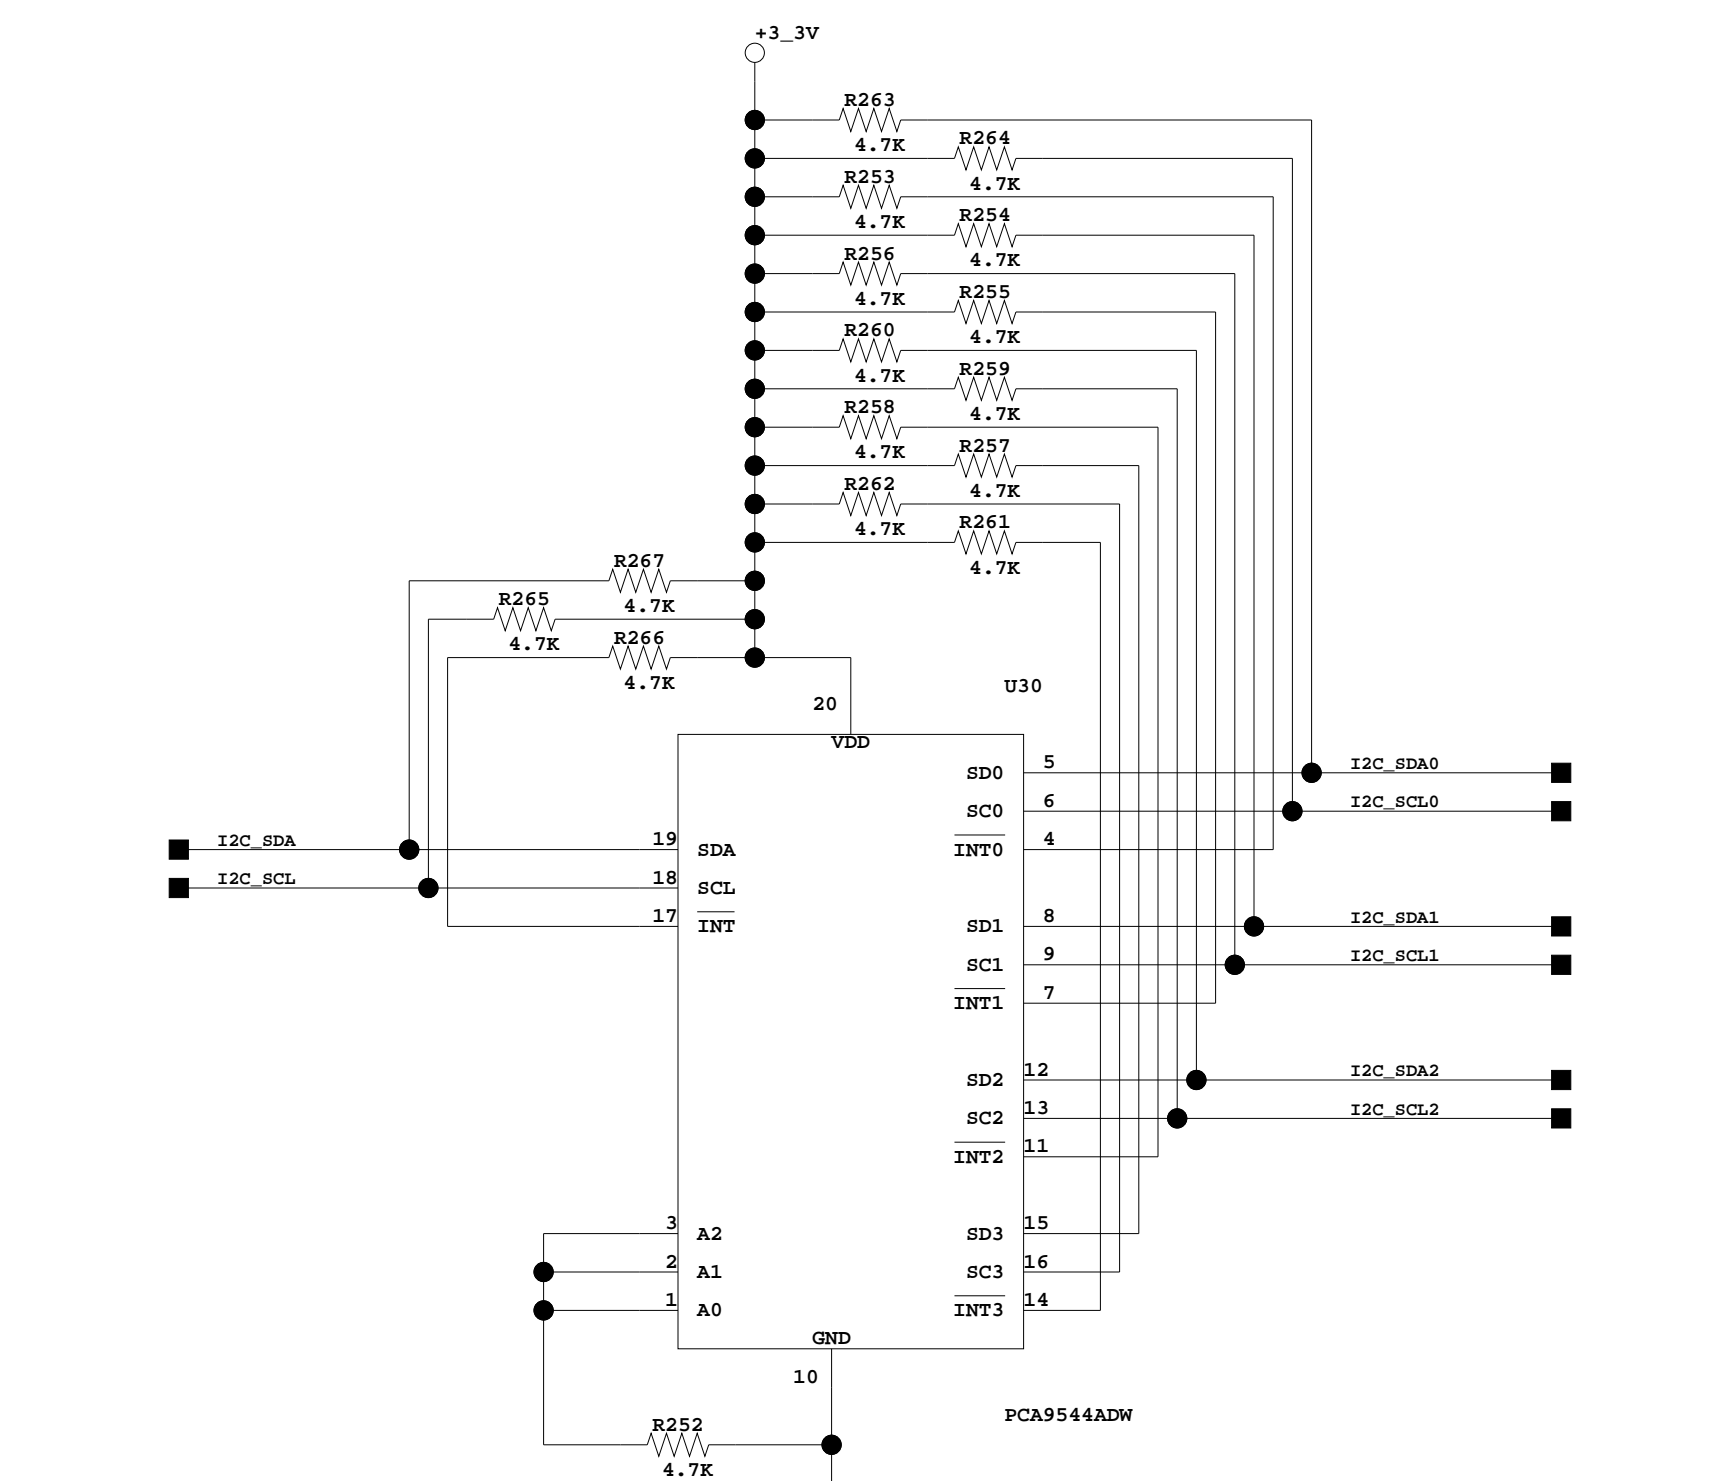 +3_3V
R263
4.7K
R264
4.7K
R253
4.7K
R254
4.7K
R256
4.7K
R255
4.7K
R260
4.7K
R259
4.7K
R258
4.7K
R257
4.7K
R262
4.7K
R261
4.7K
R267
4.7K
R265
4.7K
R266
4.7K
U30
20
VDD
SD0 5 I2C_SDA0
SC0 6 I2C_SCL0
I2C_SDA 19 SDA INT0 4
I2C_SCL 18 SCL
17 INT SD1 8 I2C_SDA1
SC1 9 I2C_SCL1
INT1 7
SD2 12 I2C_SDA2
SC2 13 I2C_SCL2
INT2 11
3 A2 SD3 15
2 A1 SC3 16
1 A0 INT3 14
GND
10
PCA9544ADW
R252
4.7K